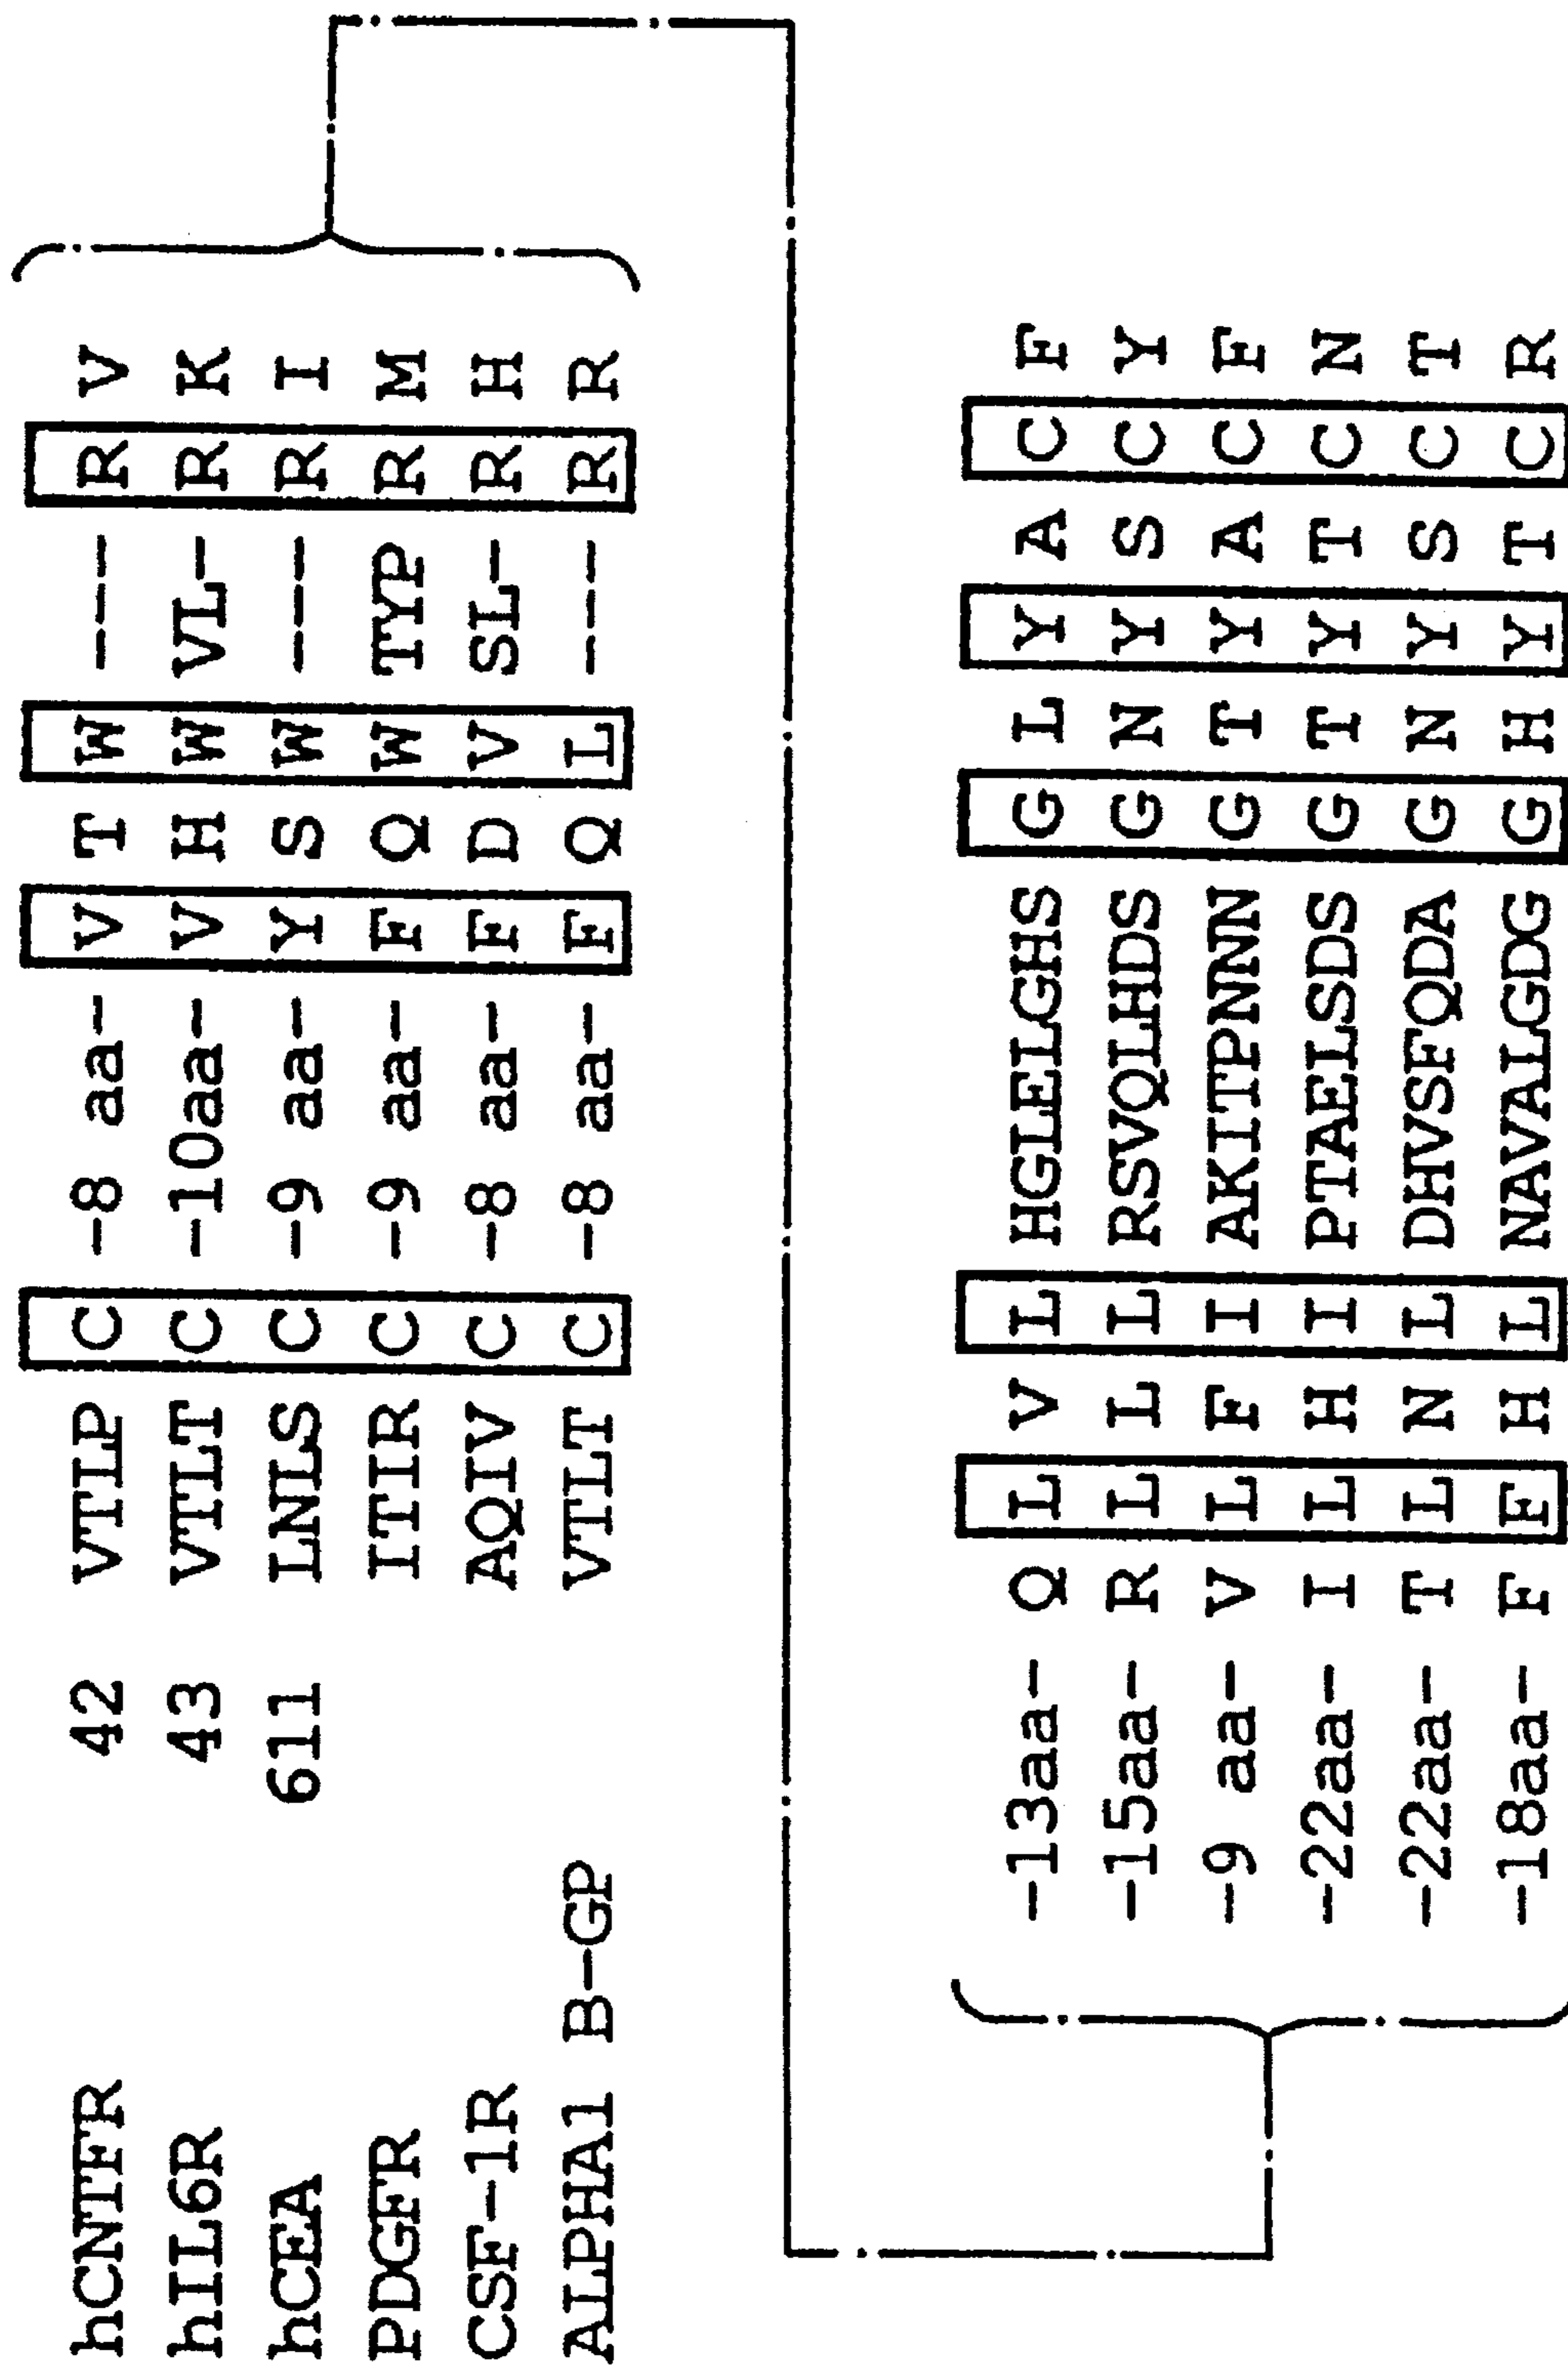 hCNTFR 42 VTLP C -8 aa- V T W --- R V
hIL6R 43 VTLT C -10aa- V H W VL- R K
hCEA 611 LNLS C -9 aa- Y S W --- R I
PDGFR ITIR C -9 aa- F Q W TYP R M
CSF-1R AQIV C -8 aa- F D V SL- R H
ALPHA1 B-GP VTLT C -8 aa- F Q L --- R R
-13aa- Q L V L HGLELGHS G L Y A C F
-15aa- R L L L RSVQLHDS G N Y S C Y
-9 aa- V L F I AKITPNNN G T Y A C F
-22aa- I L H I PTAELSDS G T Y T C N
-22aa- T L N L DHVSFQDA G N Y S C T
-18aa- F F H L NAVALGDG G H Y T C R